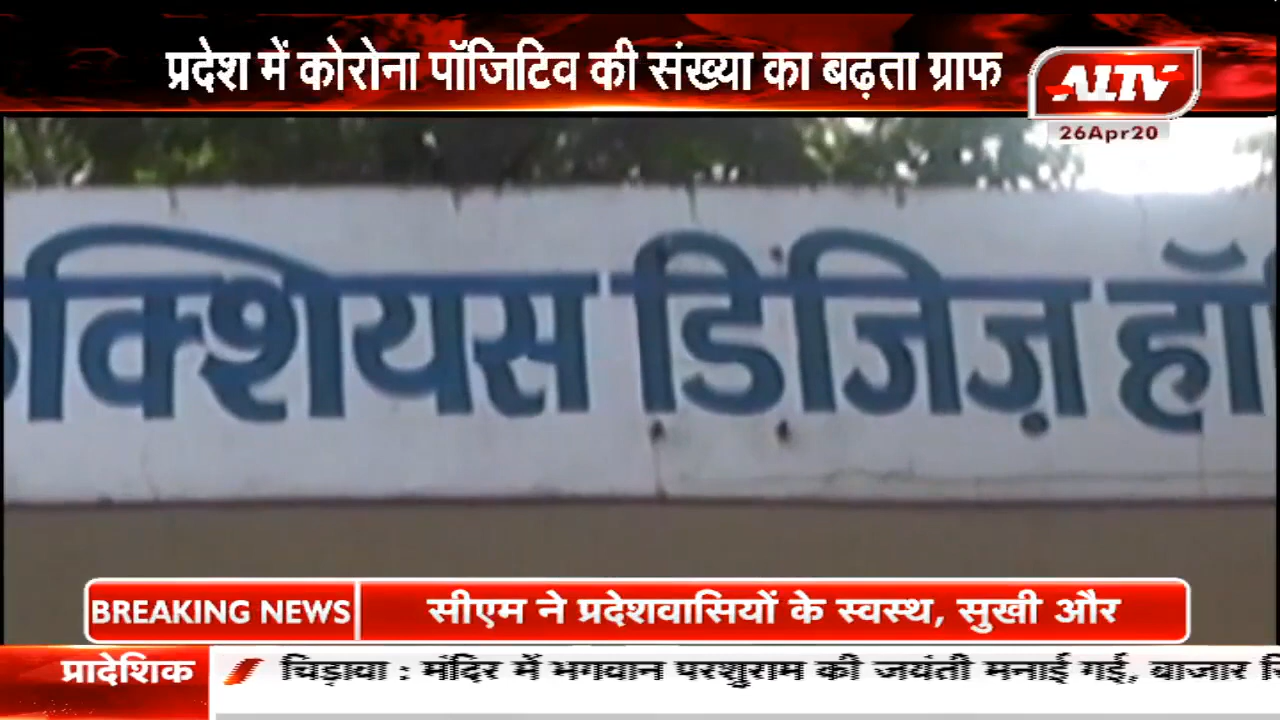 प्रदेश में कोरोना पॉजिटिव की संख्या का बढ़ता ग्राफ
ALTV
26Apr20
क्शियस डिज़िज़
BREAKING NEWS
सीएम ने प्रदेशवासियों के स्वस्थ, सुखी और
प्रादेशिक
चिड़ावा : मंदिर में भगवान परशुराम की जयंती मनाई गई, बाजार